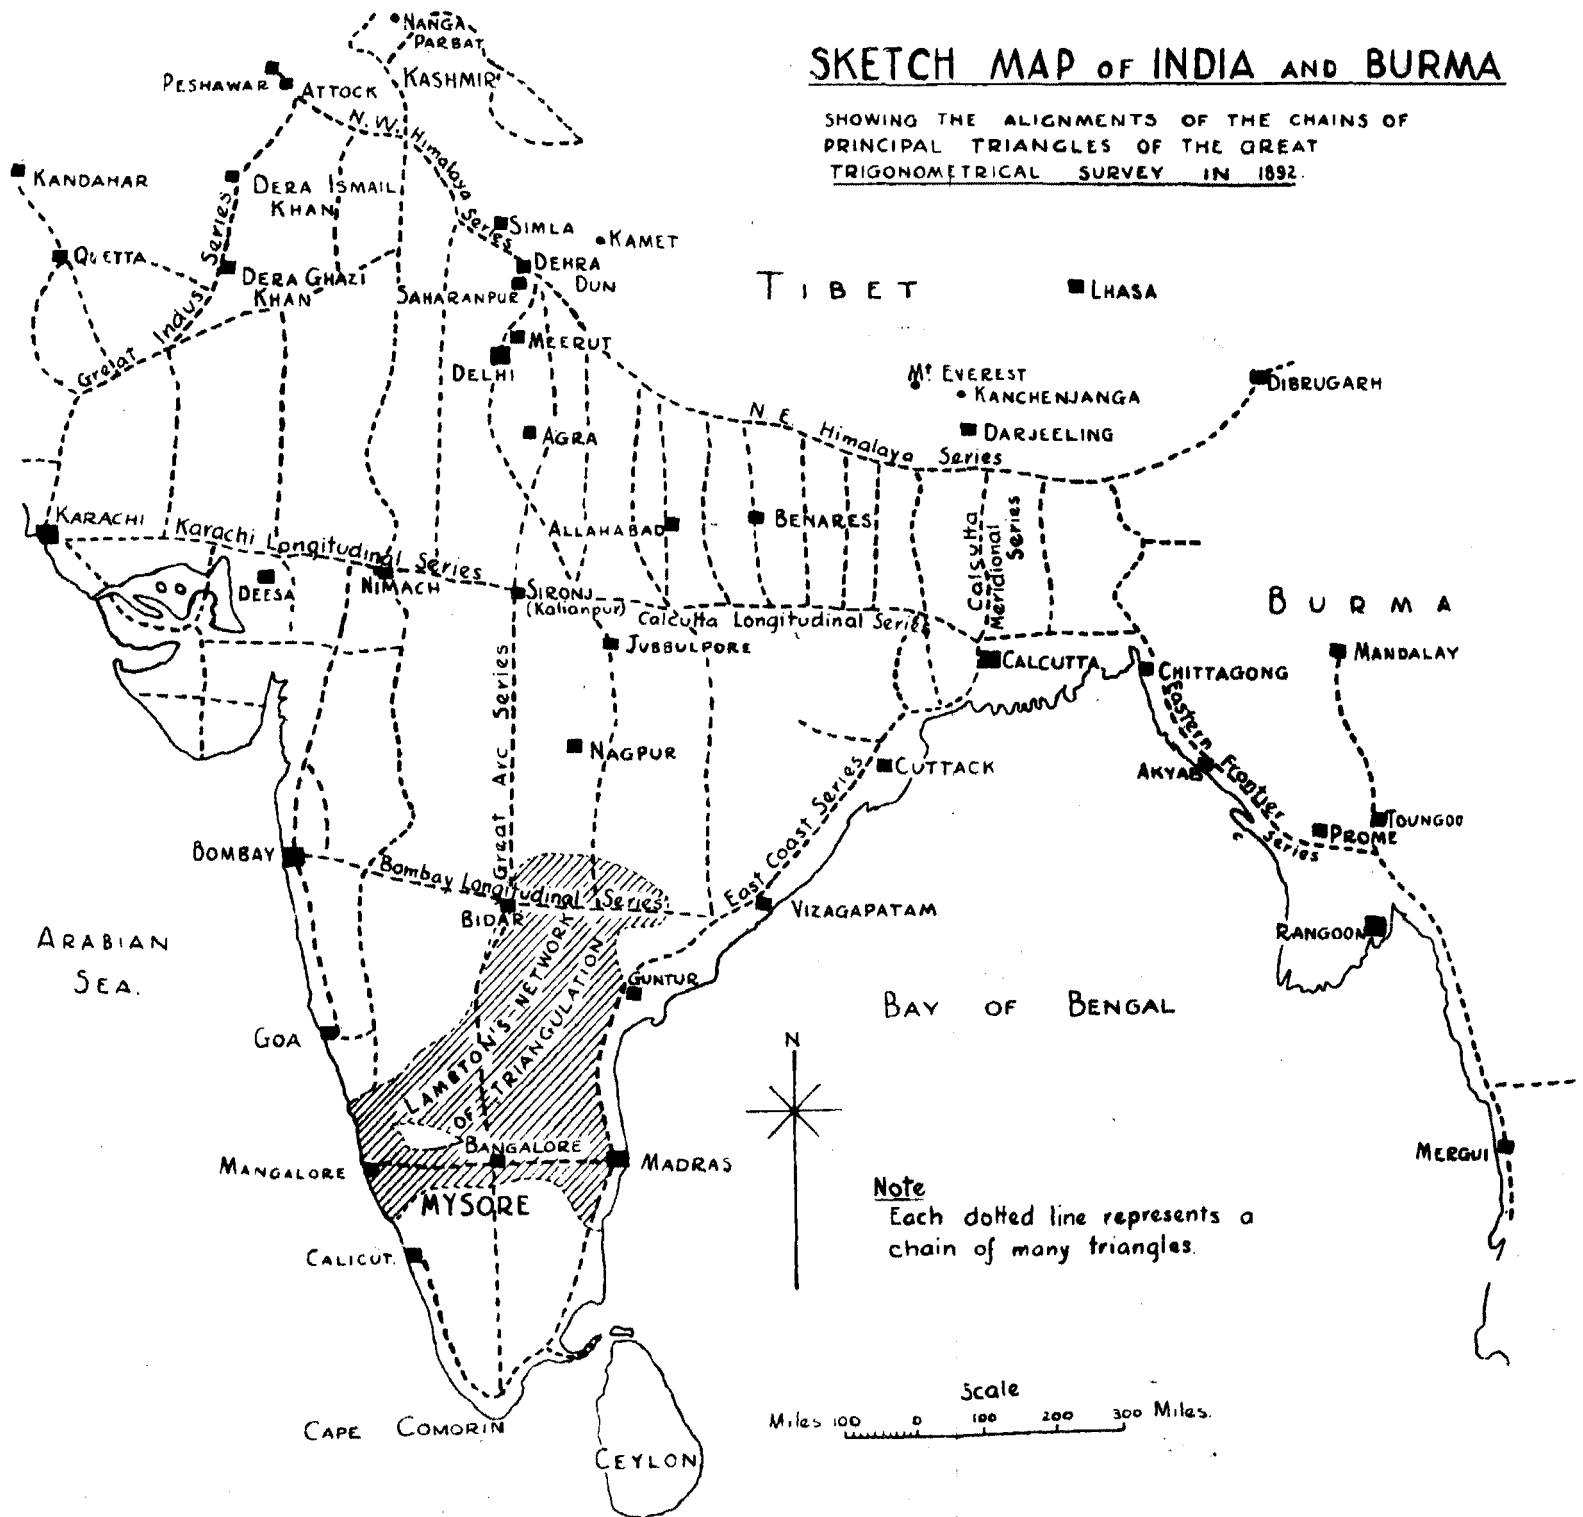 SKETCH MAP OF INDIA AND BURMA
SHOWING THE ALIGNMENTS OF THE CHAINS OF
PRINCIPAL TRIANGLES OF THE GREAT
TRIGONOMETRICAL SURVEY IN 1892.
NANGA
PARBAT
KASHMIR
PESHAWAR
ATTOCK
N.W. Himalaya Series
KANDAHAR
DERA ISMAIL
KHAN
SIMLA
KAMET
QUETTA
DERA GHAZI
KHAN
Great Indus Series
DEHRA
DUN
SAHARANPUR
TIBET
LHASA
MEERUT
DELHI
Mt EVEREST
KANCHENJANGA
DIBRUGARH
AGRA
N.E. Himalaya Series
DARJEELING
KARACHI
Karachi Longitudinal Series
ALLAHABAD
BENARES
Calcutta
Meridional
Series
DEESA
NIMACH
SIRONJ
(Kalianpur)
Calcutta Longitudinal Series
BURMA
JUBBULPORE
CALCUTTA
CHITTAGONG
MANDALAY
Great Arc Series
NAGPUR
CUTTACK
Eastern Frontier Series
AKYAB
PROME
TOUNGOO
BOMBAY
Bombay Longitudinal Series
East Coast Series
BIDAR
VIZAGAPATAM
RANGOON
ARABIAN
SEA.
LAMBTON'S NETWORK
OF TRIANGULATION
GUNTUR
BAY OF BENGAL
GOA
N
BANGALORE
MANGALORE
MADRAS
MERGUI
MYSORE
Note
Each dotted line represents a
chain of many triangles.
CALICUT.
CAPE COMORIN
CEYLON
Scale
Miles 100 0 100 200 300 Miles.